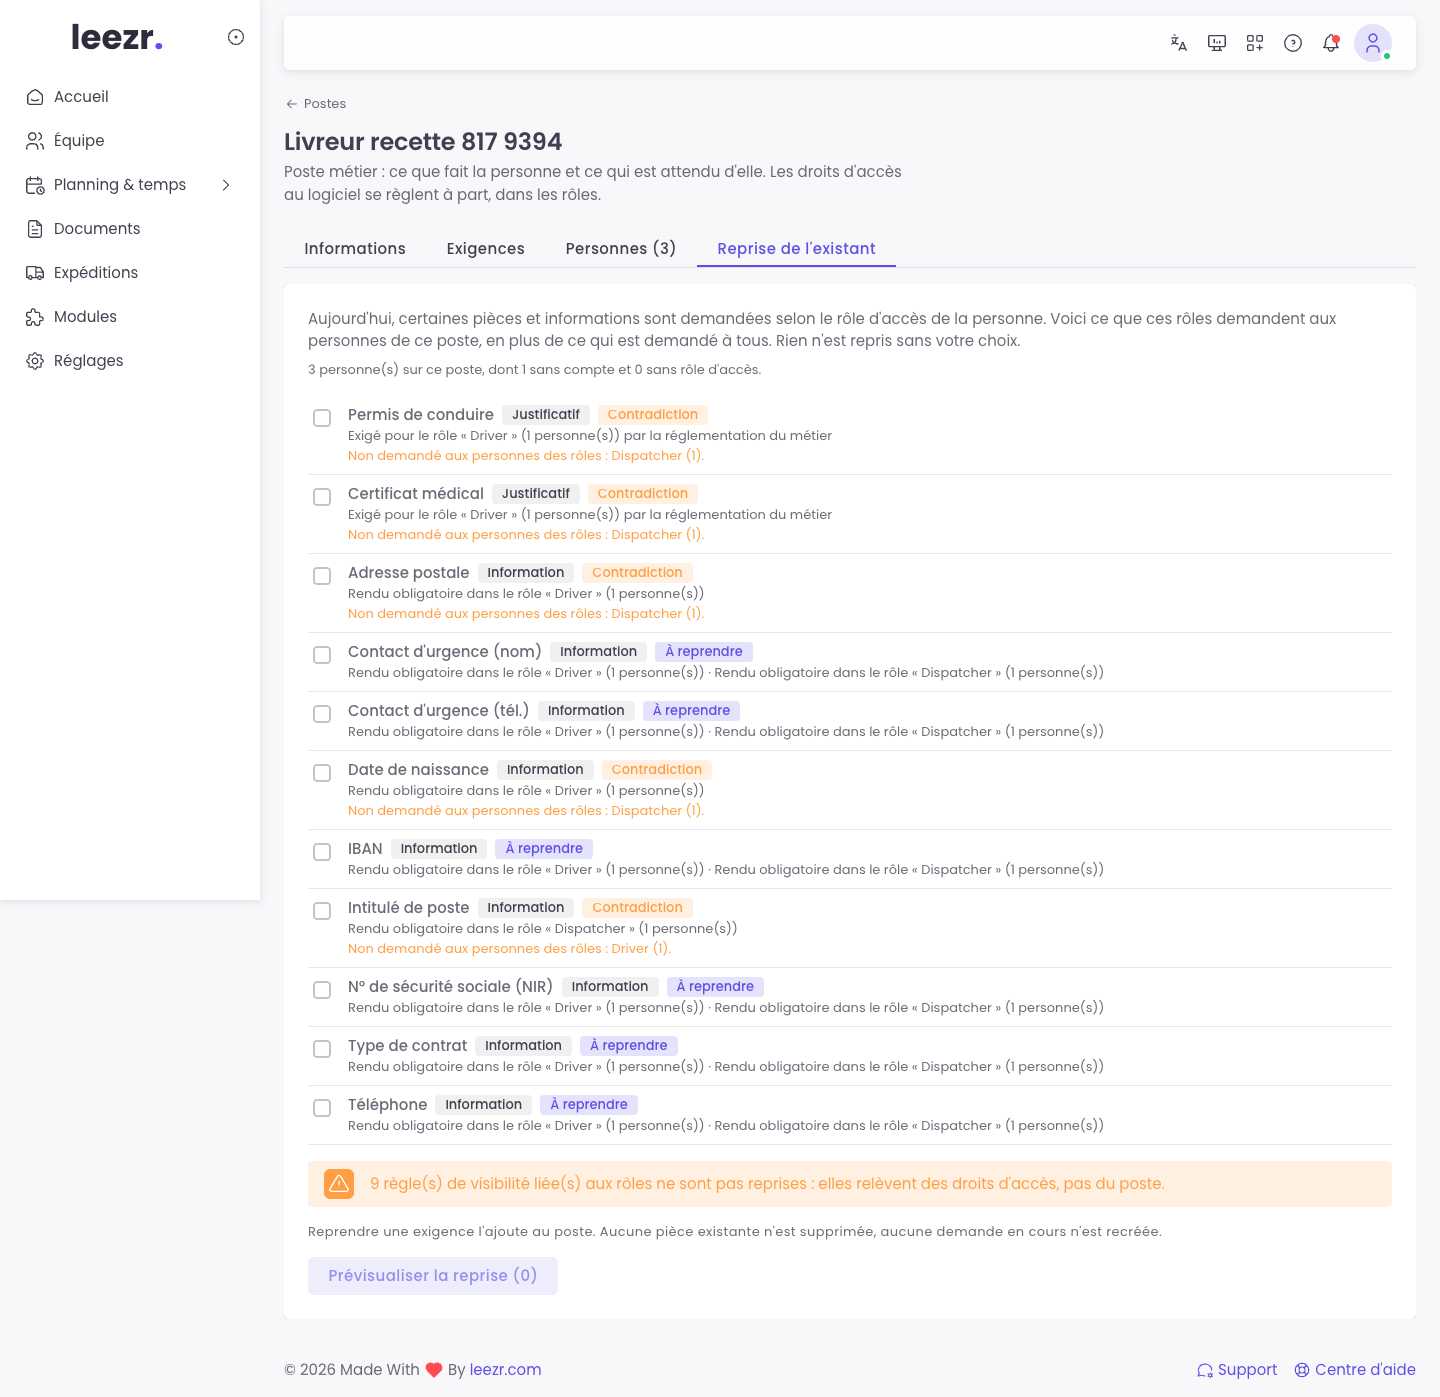 leezr.
Accueil
Équipe
Planning & temps
Documents
Expéditions
Modules
Réglages
Postes
Livreur recette 817 9394
Poste métier : ce que fait la personne et ce qui est attendu d'elle. Les droits d'accès
au logiciel se règlent à part, dans les rôles.
Informations Exigences Personnes (3) Reprise de l'existant
Aujourd'hui, certaines pièces et informations sont demandées selon le rôle d'accès de la personne. Voici ce que ces rôles demandent aux
personnes de ce poste, en plus de ce qui est demandé à tous. Rien n'est repris sans votre choix.
3 personne(s) sur ce poste, dont 1 sans compte et 0 sans rôle d'accès.
Permis de conduire Justificatif Contradiction
Exigé pour le rôle « Driver » (1 personne(s)) par la réglementation du métier
Non demandé aux personnes des rôles : Dispatcher (1).
Certificat médical Justificatif Contradiction
Exigé pour le rôle « Driver » (1 personne(s)) par la réglementation du métier
Non demandé aux personnes des rôles : Dispatcher (1).
Adresse postale Information Contradiction
Rendu obligatoire dans le rôle « Driver » (1 personne(s))
Non demandé aux personnes des rôles : Dispatcher (1).
Contact d'urgence (nom) Information À reprendre
Rendu obligatoire dans le rôle « Driver » (1 personne(s)) · Rendu obligatoire dans le rôle « Dispatcher » (1 personne(s))
Contact d'urgence (tél.) Information À reprendre
Rendu obligatoire dans le rôle « Driver » (1 personne(s)) · Rendu obligatoire dans le rôle « Dispatcher » (1 personne(s))
Date de naissance Information Contradiction
Rendu obligatoire dans le rôle « Driver » (1 personne(s))
Non demandé aux personnes des rôles : Dispatcher (1).
IBAN Information À reprendre
Rendu obligatoire dans le rôle « Driver » (1 personne(s)) · Rendu obligatoire dans le rôle « Dispatcher » (1 personne(s))
Intitulé de poste Information Contradiction
Rendu obligatoire dans le rôle « Dispatcher » (1 personne(s))
Non demandé aux personnes des rôles : Driver (1).
N° de sécurité sociale (NIR) Information À reprendre
Rendu obligatoire dans le rôle « Driver » (1 personne(s)) · Rendu obligatoire dans le rôle « Dispatcher » (1 personne(s))
Type de contrat Information À reprendre
Rendu obligatoire dans le rôle « Driver » (1 personne(s)) · Rendu obligatoire dans le rôle « Dispatcher » (1 personne(s))
Téléphone Information À reprendre
Rendu obligatoire dans le rôle « Driver » (1 personne(s)) · Rendu obligatoire dans le rôle « Dispatcher » (1 personne(s))
9 règle(s) de visibilité liée(s) aux rôles ne sont pas reprises : elles relèvent des droits d'accès, pas du poste.
Reprendre une exigence l'ajoute au poste. Aucune pièce existante n'est supprimée, aucune demande en cours n'est recréée.
Prévisualiser la reprise (0)
© 2026 Made With By leezr.com Support Centre d'aide